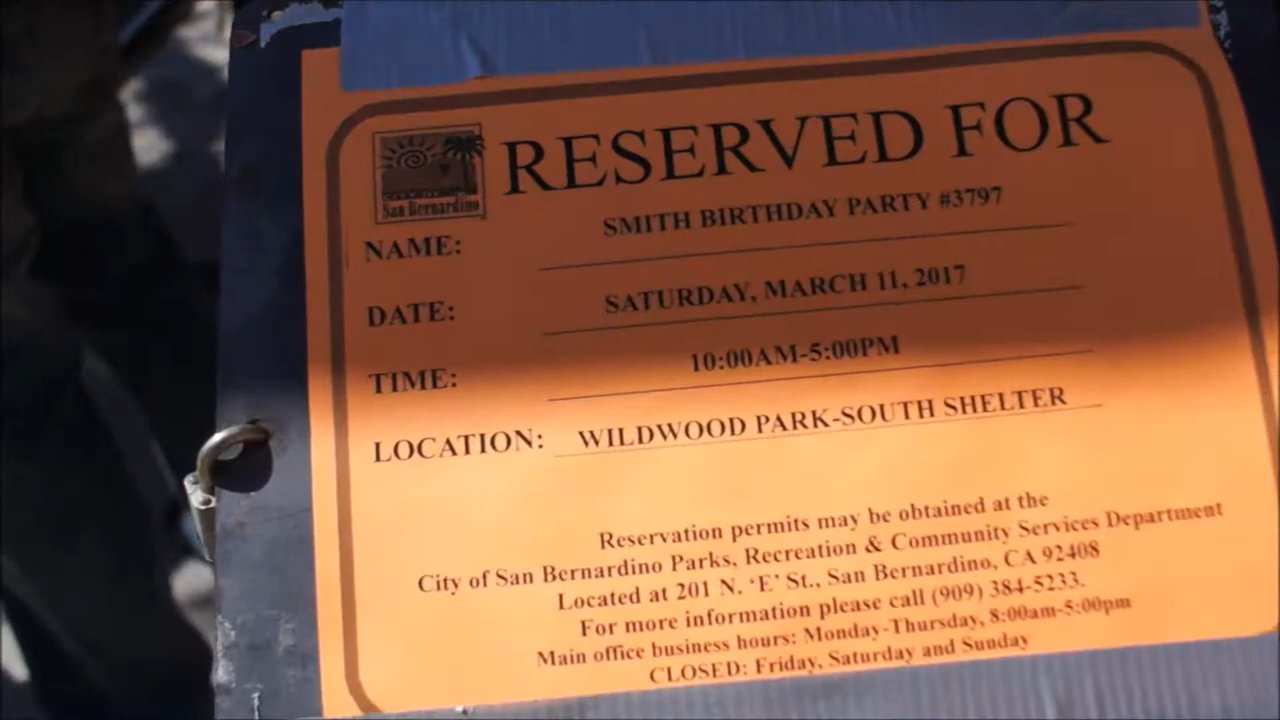 RESERVED FOR
San Bernardino
NAME: SMITH BIRTHDAY PARTY #3797
DATE: SATURDAY, MARCH 11, 2017
TIME: 10:00AM-5:00PM
LOCATION: WILDWOOD PARK-SOUTH SHELTER
Reservation permits may be obtained at the
City of San Bernardino Parks, Recreation & Community Services Department
Located at 201 N. ‘E’ St., San Bernardino, CA 92408
For more information please call (909) 384-5233.
Main office business hours: Monday-Thursday, 8:00am-5:00pm
CLOSED: Friday, Saturday and Sunday